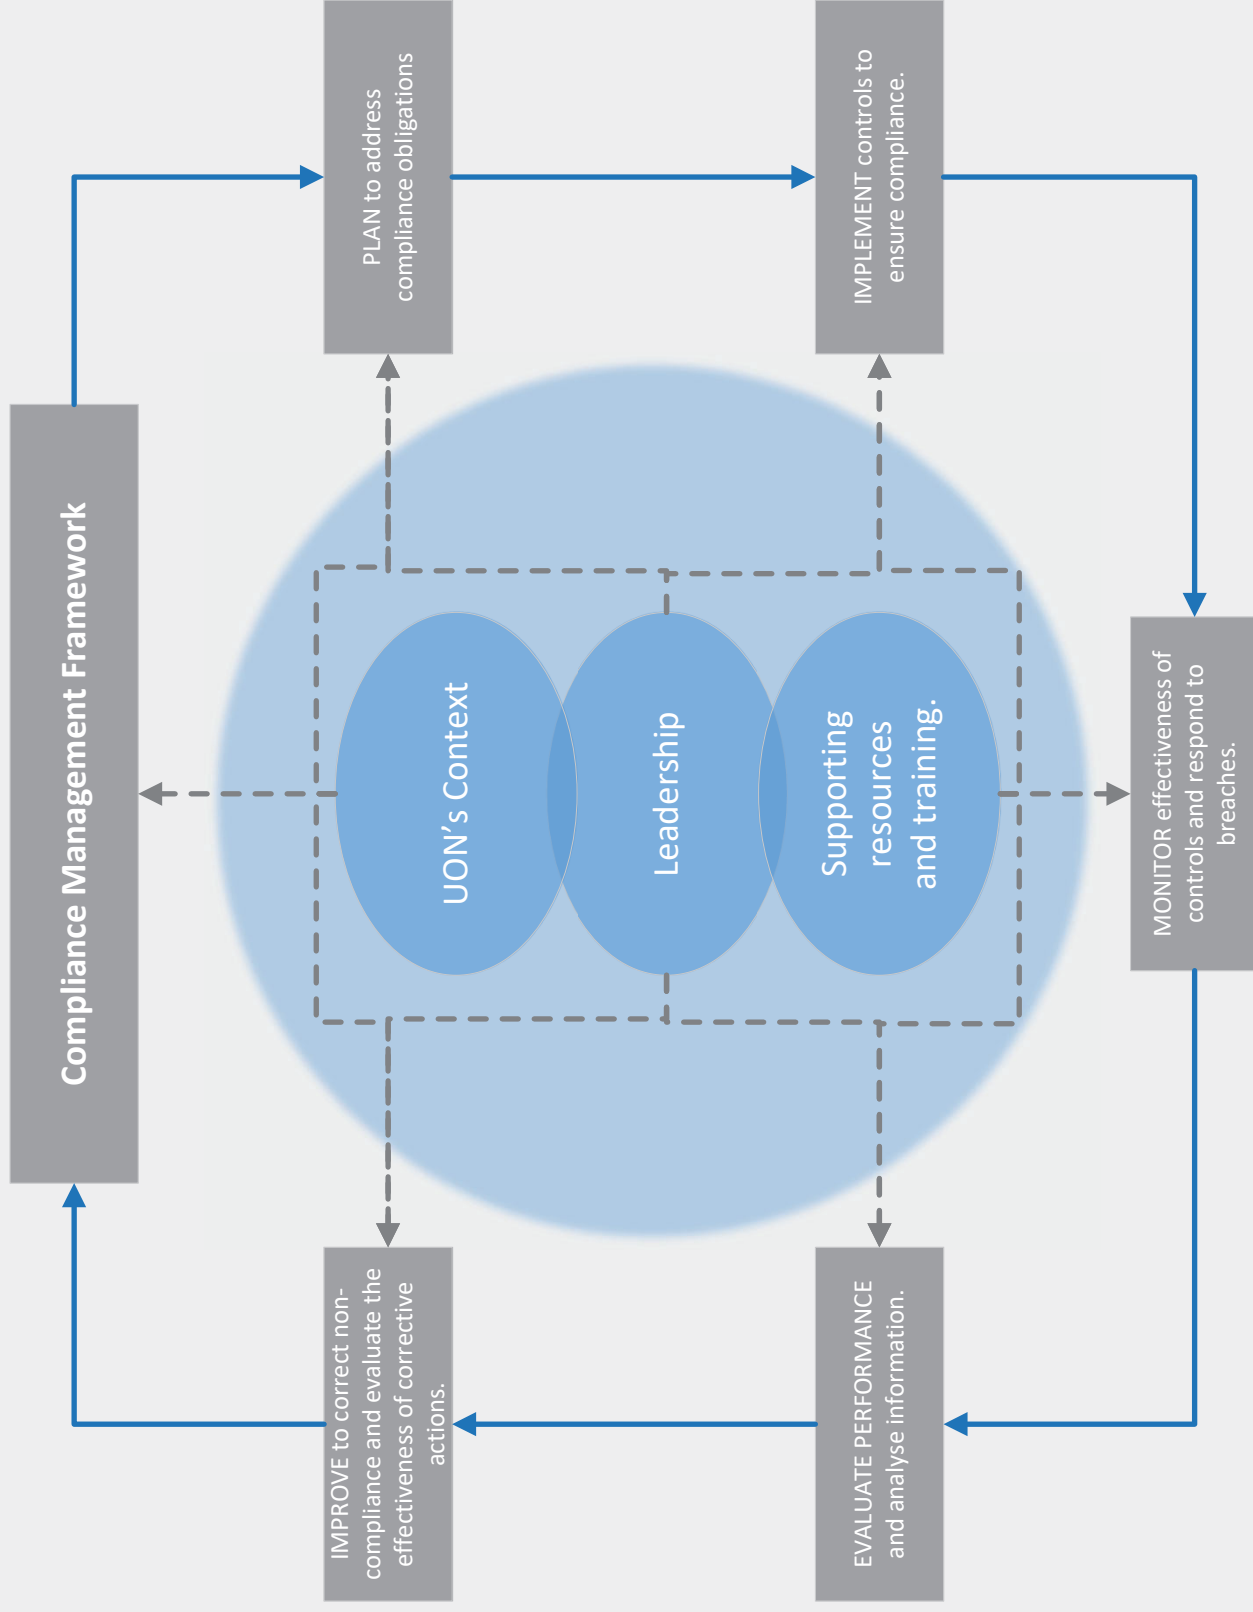 Compliance Management Framework
PLAN to address
compliance obligations
IMPLEMENT controls to
ensure compliance.
MONITOR effectiveness of
controls and respond to
breaches.
EVALUATE PERFORMANCE
and analyse information.
IMPROVE to correct non-
compliance and evaluate the
effectiveness of corrective
actions.
UON's Context
Leadership
Supporting
resources
and training.